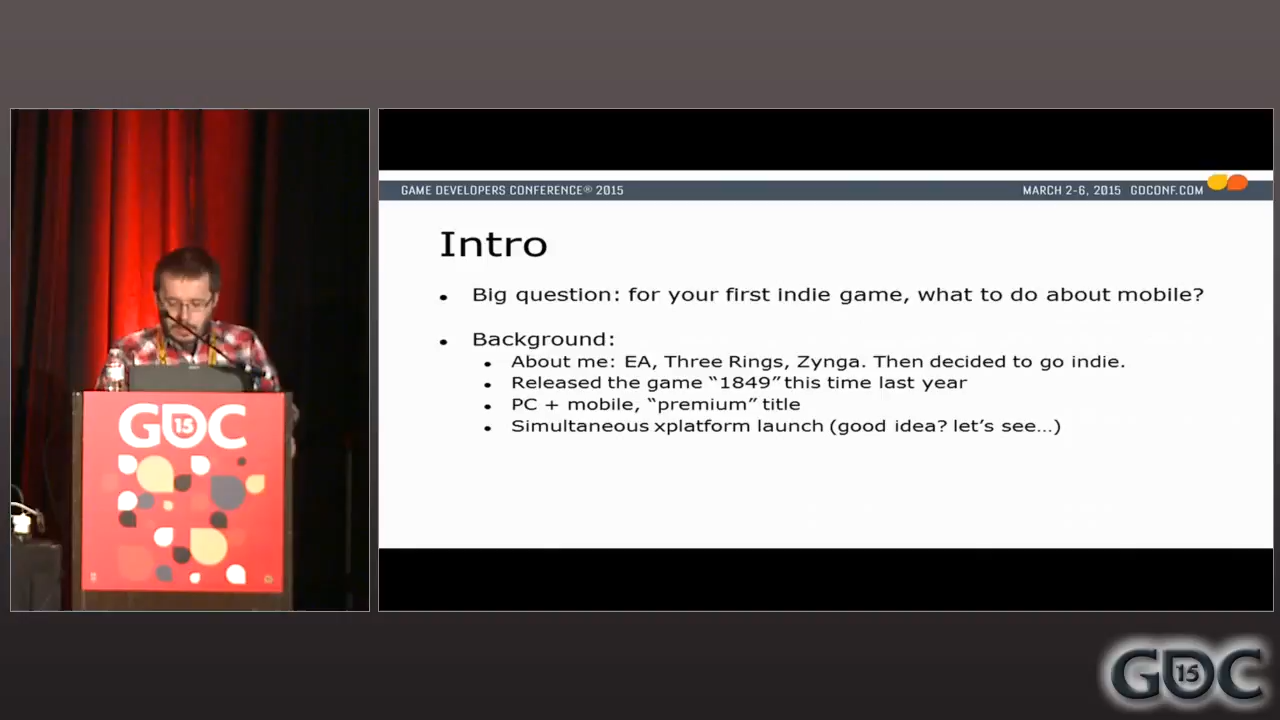 GAME DEVELOPERS CONFERENCE® 2015
MARCH 2-6, 2015 GDCONF.COM
Intro
• Big question: for your first indie game, what to do about mobile?
• Background:
• About me: EA, Three Rings, Zynga. Then decided to go indie.
• Released the game “1849” this time last year
• PC + mobile, “premium” title
• Simultaneous xplatform launch (good idea? let’s see…)
GDC
15
GDC
15